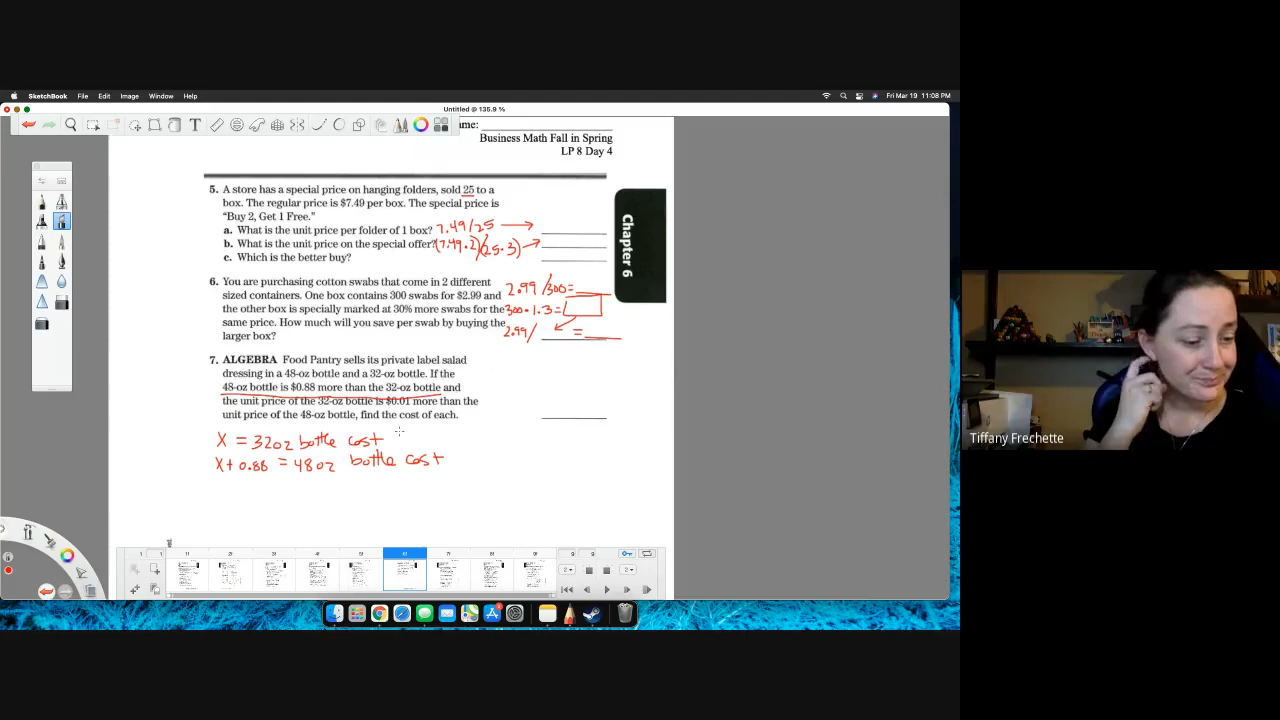 SketchBook File Edit Image Window Help
Fri Mar 19 11:08 PM
Untitled @ 135.9 %
ame:
Business Math Fall in Spring
LP 8 Day 4
Chapter 6
5. A store has a special price on hanging folders, sold 25 to a
box. The regular price is $7.49 per box. The special price is
"Buy 2, Get 1 Free."
a. What is the unit price per folder of 1 box? 7.49/25
b. What is the unit price on the special offer? (7.49·2)/(25·3)
c. Which is the better buy?
6. You are purchasing cotton swabs that come in 2 different
sized containers. One box contains 300 swabs for $2.99 and
the other box is specially marked at 30% more swabs for the
same price. How much will you save per swab by buying the
larger box?
2.99/300=
300·1.3=
2.99/ =
7. ALGEBRA Food Pantry sells its private label salad
dressing in a 48-oz bottle and a 32-oz bottle. If the
48-oz bottle is $0.88 more than the 32-oz bottle and
the unit price of the 32-oz bottle is $0.01 more than the
unit price of the 48-oz bottle, find the cost of each.
X = 32oz bottle cost
X+0.88 = 48oz bottle cost
Tiffany Frechette